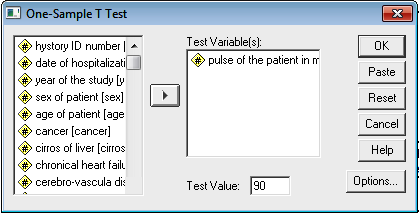 One-Sample T Test
hystory ID number [
date of hospitalizati
year of the study [y
sex of patient [sex]
age of patient [age
cancer [cancer]
cirros of liver [cirros
chronical heart failu
cerebro-vascula dis
Test Variable(s):
pulse of the patient in m
Test Value: 90
OK
Paste
Reset
Cancel
Help
Options...